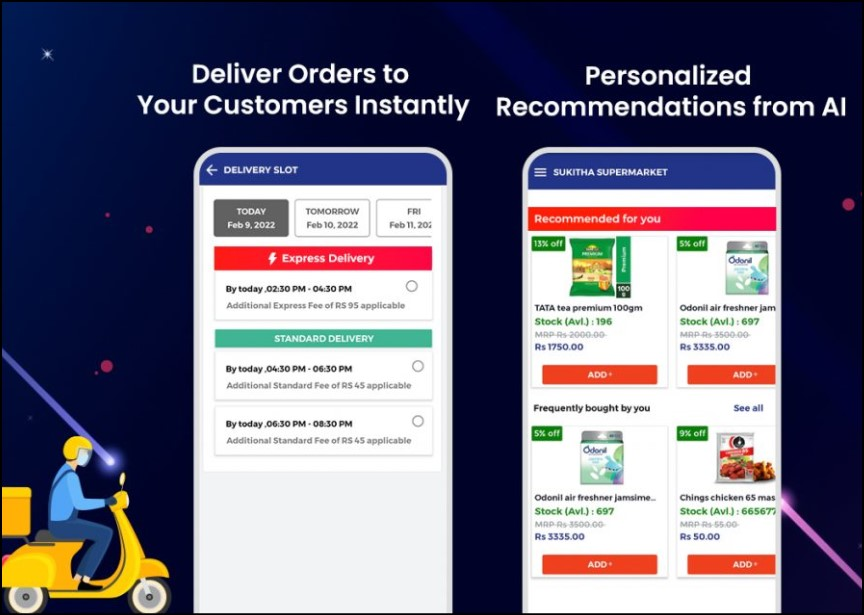 Deliver Orders to
Your Customers Instantly
DELIVERY SLOT
TODAY
Feb 9, 2022
TOMORROW
Feb 10, 2022
FRI
Feb 11, 202
Express Delivery
By today ,02:30 PM - 04:30 PM
Additional Express Fee of RS 95 applicable
STANDARD DELIVERY
By today ,04:30 PM - 06:30 PM
Additional Standard Fee of RS 45 applicable
By today ,06:30 PM - 08:30 PM
Additional Standard Fee of RS 45 applicable
Personalized
Recommendations from AI
SUKITHA SUPERMARKET
Recommended for you
13% off
PREMIUM
Premium
100
g
TATA tea premium 100gm
Stock (Avl.) : 196
MRP Rs 2000.00
Rs 1750.00
ADD +
5% off
Odonil
Odonil air freshner jam
Stock (Avl.) : 697
MRP Rs 3500.00
Rs 3335.00
ADD +
Frequently bought by you
See all
5% off
Odonil
Odonil air freshner jamsime...
Stock (Avl.) : 697
MRP Rs 3500.00
Rs 3335.00
ADD +
9% off
Chings chicken 65 mas
Stock (Avl.) : 665677
MRP Rs 55.00
Rs 50.00
ADD +